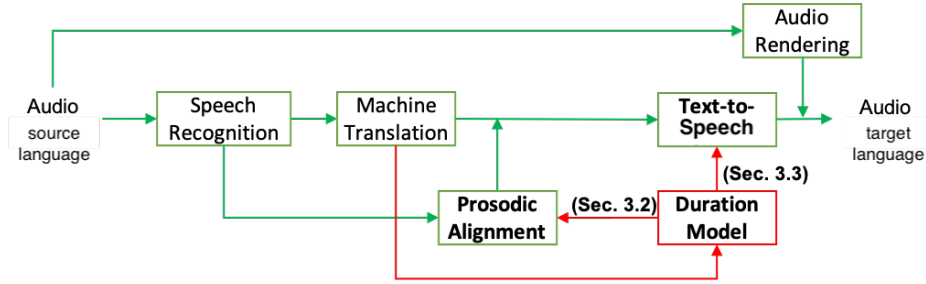 Audio
Rendering
Audio
source
language
Speech
Recognition
Machine
Translation
Text-to-
Speech
Audio
target
language
(Sec. 3.3)
Prosodic
Alignment
(Sec. 3.2)
Duration
Model